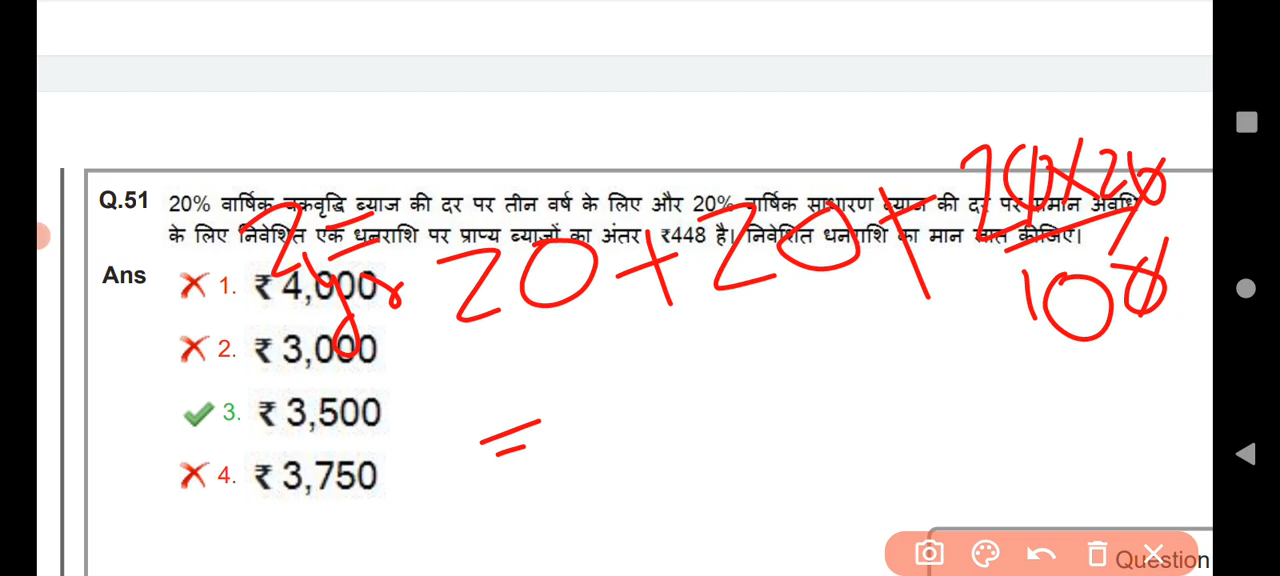 Q.51 20% वार्षिक चक्रवृद्धि ब्याज की दर पर तीन वर्ष के लिए और 20% वार्षिक साधारण ब्याज की दर पर समान अवधि
के लिए निवेशित एक धनराशि पर प्राप्य ब्याजों का अंतर ₹448 है। निवेशित धनराशि का मान ज्ञात कीजिए।
Ans 1. ₹ 4,000
2. ₹ 3,000
3. ₹ 3,500
4. ₹ 3,750
20 + 20 + 20×20
100
=
Question